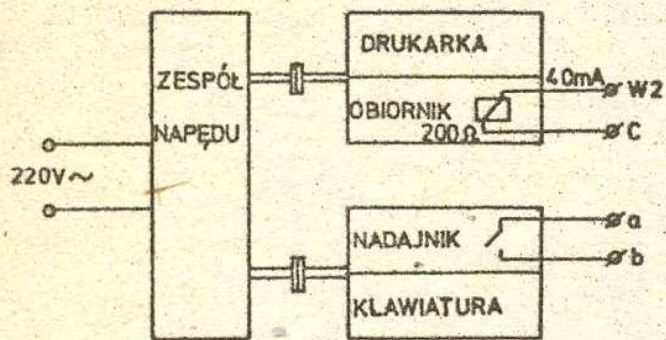 ZESPÓŁ
NAPĘDU
220V~
DRUKARKA
OBIORNIK
200Ω
40mA
W2
C
NADAJNIK
KLAWIATURA
a
b